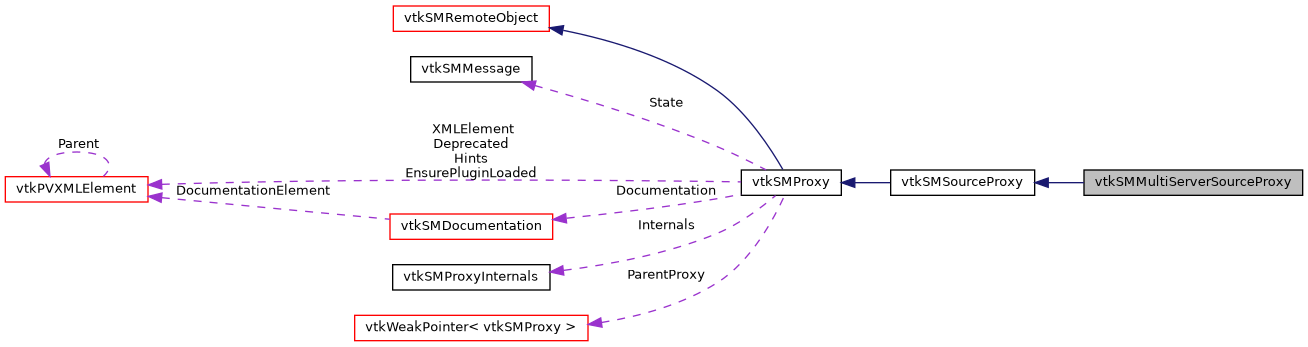 vtkSMRemoteObject
vtkSMMessage
State
XMLElement
Deprecated
Hints
EnsurePluginLoaded
Parent
vtkPVXMLElement
DocumentationElement
Documentation
vtkSMProxy
vtkSMSourceProxy
vtkSMMultiServerSourceProxy
vtkSMDocumentation
Internals
vtkSMProxyInternals
ParentProxy
vtkWeakPointer< vtkSMProxy >